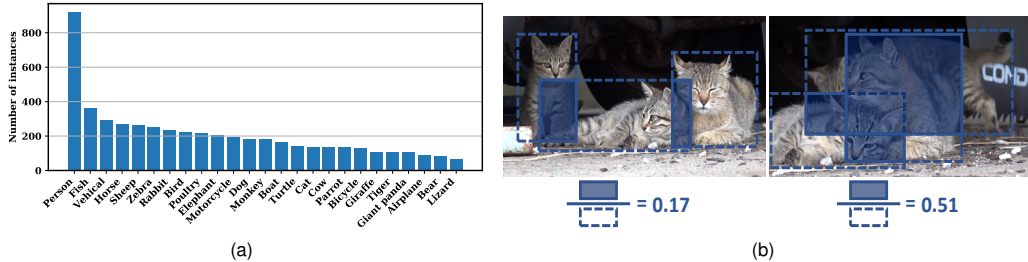 Number of instances
800
600
400
200
0
Person
Fish
Vehical
Horse
Sheep
Zebra
Rabbit
Bird
Poultry
Elephant
Motorcycle
Dog
Monkey
Boat
Turtle
Cat
Cow
Parrot
Bicycle
Giraffe
Tiger
Giant panda
Airplane
Bear
Lizard
(a)
COMD
= 0.17
= 0.51
(b)